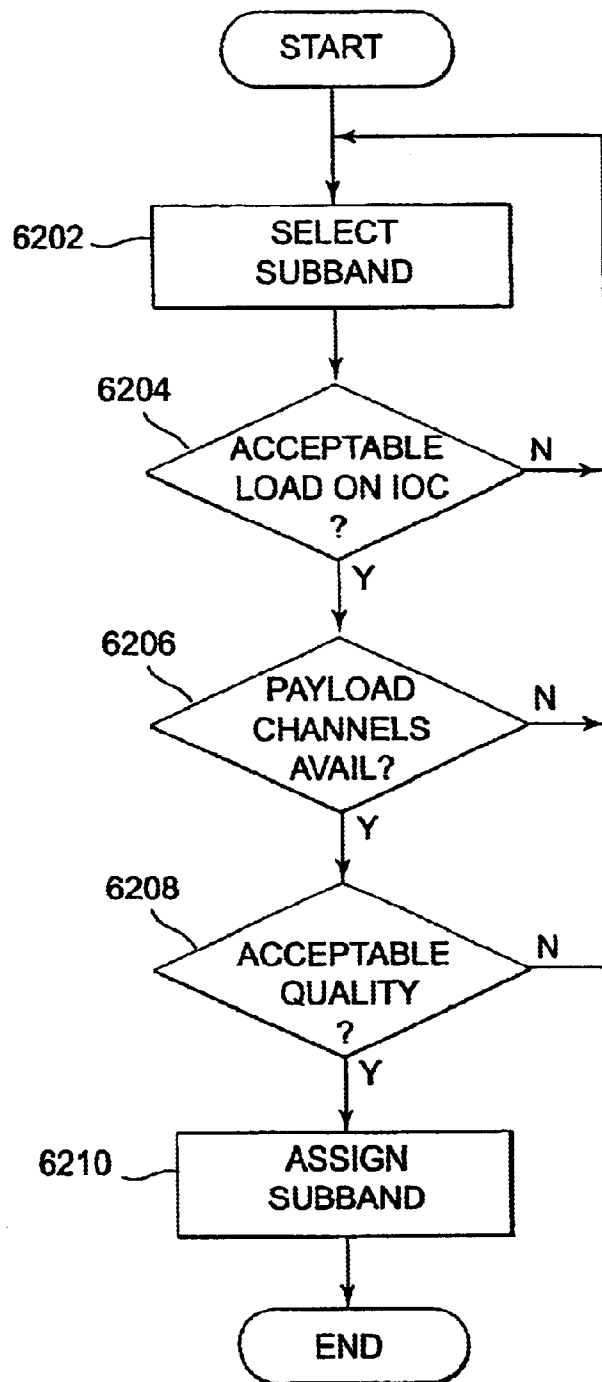 START
6202
SELECT
SUBBAND
6204
ACCEPTABLE
LOAD ON IOC
?
N
Y
6206
PAYLOAD
CHANNELS
AVAIL?
N
Y
6208
ACCEPTABLE
QUALITY
?
N
Y
6210
ASSIGN
SUBBAND
END